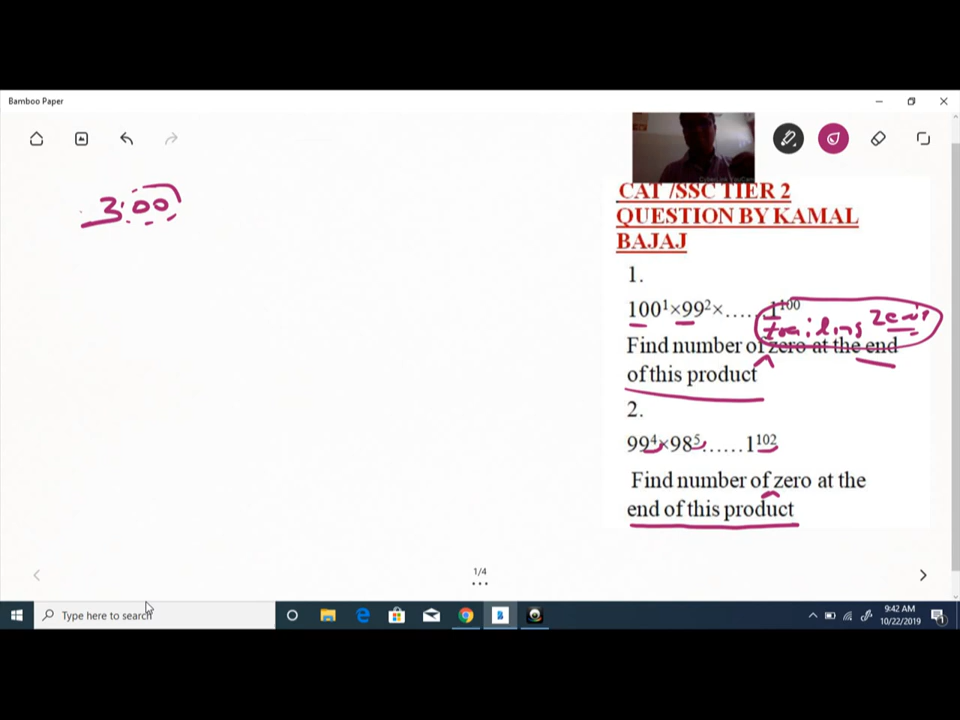 Bamboo Paper
3:00
CAT /SSC TIER 2
QUESTION BY KAMAL
BAJAJ
1.
100¹×99²×…..1¹⁰⁰
trailing zeros
Find number of zero at the end
of this product
2.
99⁴×98⁵……1¹⁰²
Find number of zero at the
end of this product
1/4
Type here to search
9:42 AM
10/22/2019